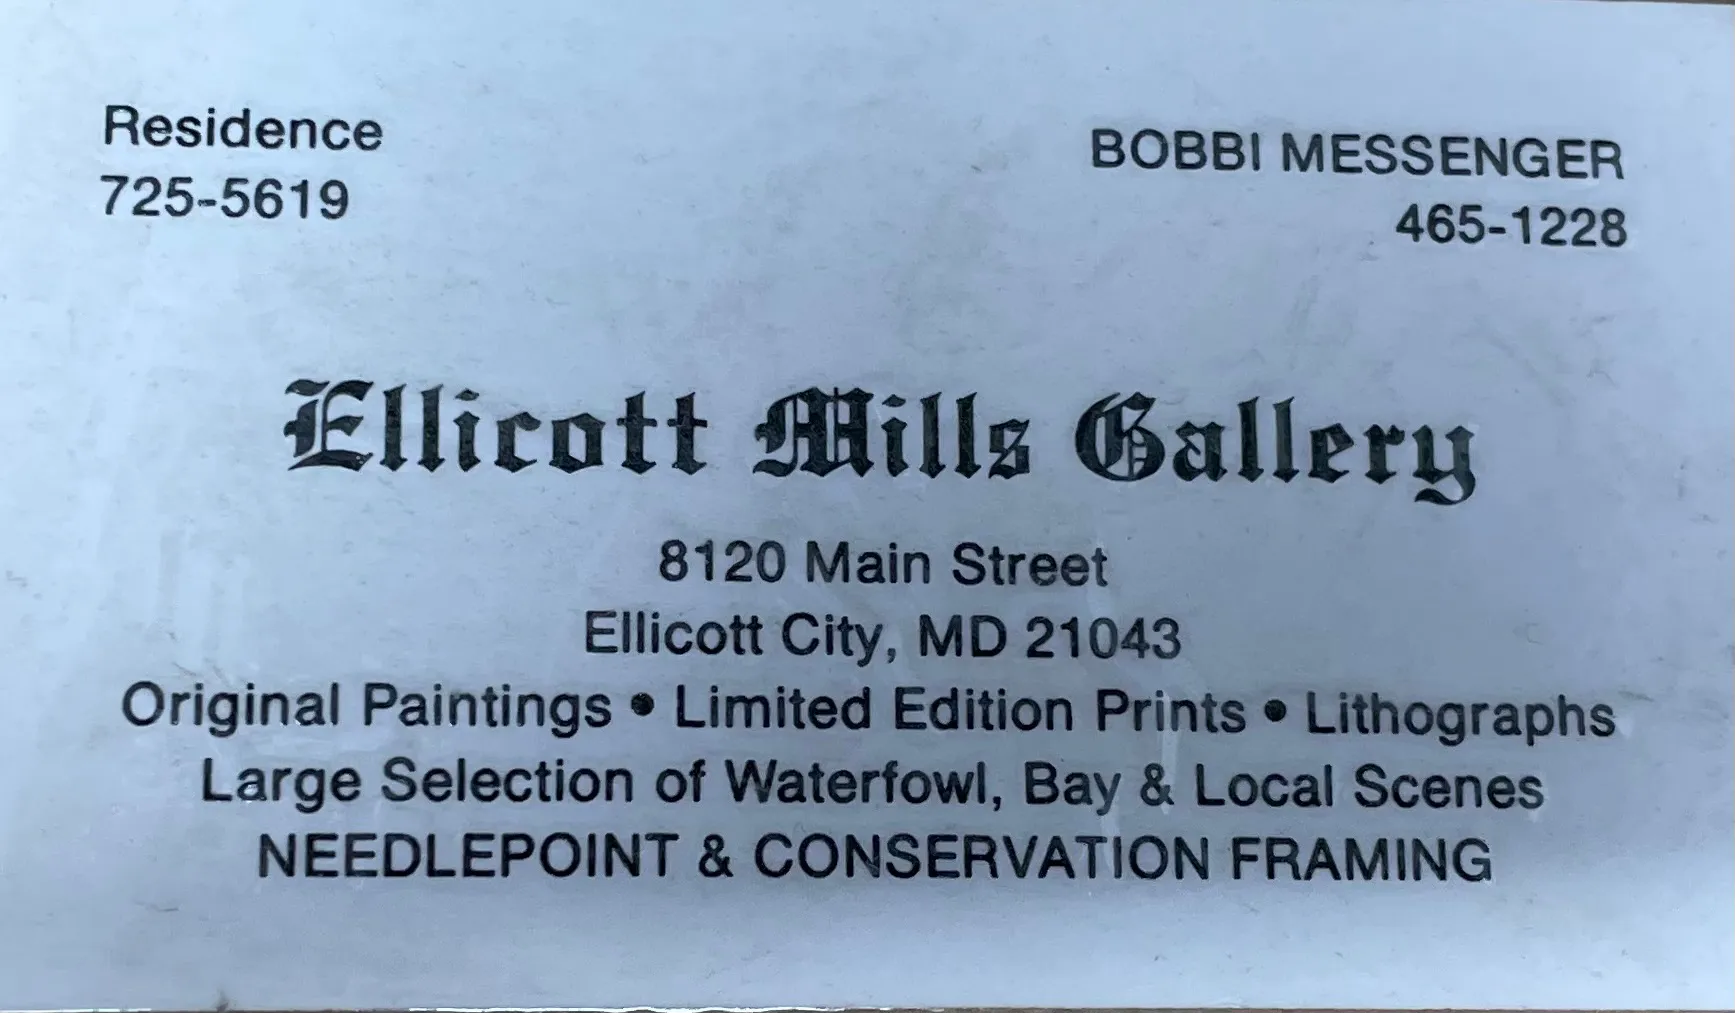 Residence
725-5619
BOBBI MESSENGER
465-1228
Ellicott Mills Gallery
8120 Main Street
Ellicott City, MD 21043
Original Paintings • Limited Edition Prints • Lithographs
Large Selection of Waterfowl, Bay & Local Scenes
NEEDLEPOINT & CONSERVATION FRAMING